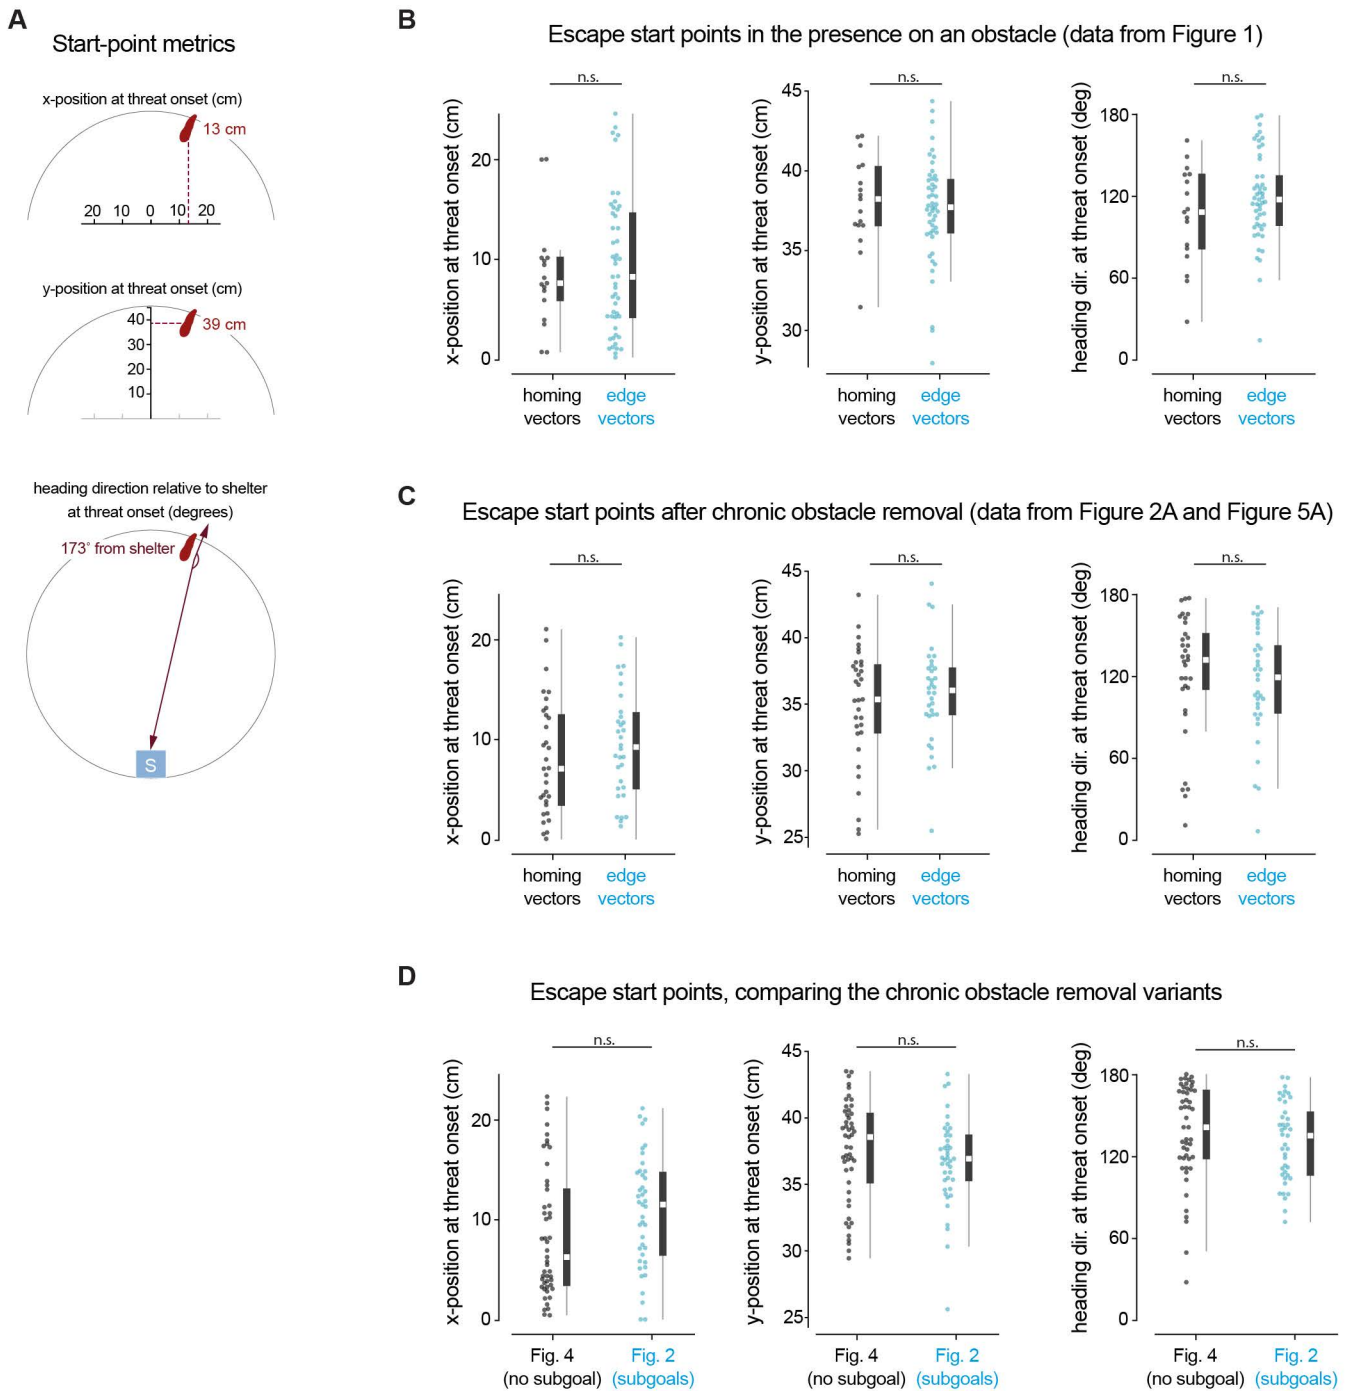 A
Start-point metrics
x-position at threat onset (cm)
13 cm
20 10 0 10 20
y-position at threat onset (cm)
40
30
20
10
39 cm
heading direction relative to shelter
at threat onset (degrees)
173° from shelter
S
B
Escape start points in the presence on an obstacle (data from Figure 1)
n.s.
x-position at threat onset (cm)
20
10
0
homing
vectors
edge
vectors
n.s.
y-position at threat onset (cm)
45
40
35
30
homing
vectors
edge
vectors
n.s.
heading dir. at threat onset (deg)
180
120
60
0
homing
vectors
edge
vectors
C
Escape start points after chronic obstacle removal (data from Figure 2A and Figure 5A)
n.s.
x-position at threat onset (cm)
20
10
0
homing
vectors
edge
vectors
n.s.
y-position at threat onset (cm)
45
40
35
30
25
homing
vectors
edge
vectors
n.s.
heading dir. at threat onset (deg)
180
120
60
0
homing
vectors
edge
vectors
D
Escape start points, comparing the chronic obstacle removal variants
n.s.
x-position at threat onset (cm)
20
10
0
Fig. 4
(no subgoal)
Fig. 2
(subgoals)
n.s.
y-position at threat onset (cm)
45
40
35
30
25
Fig. 4
(no subgoal)
Fig. 2
(subgoals)
n.s.
heading dir. at threat onset (deg)
180
120
60
0
Fig. 4
(no subgoal)
Fig. 2
(subgoals)